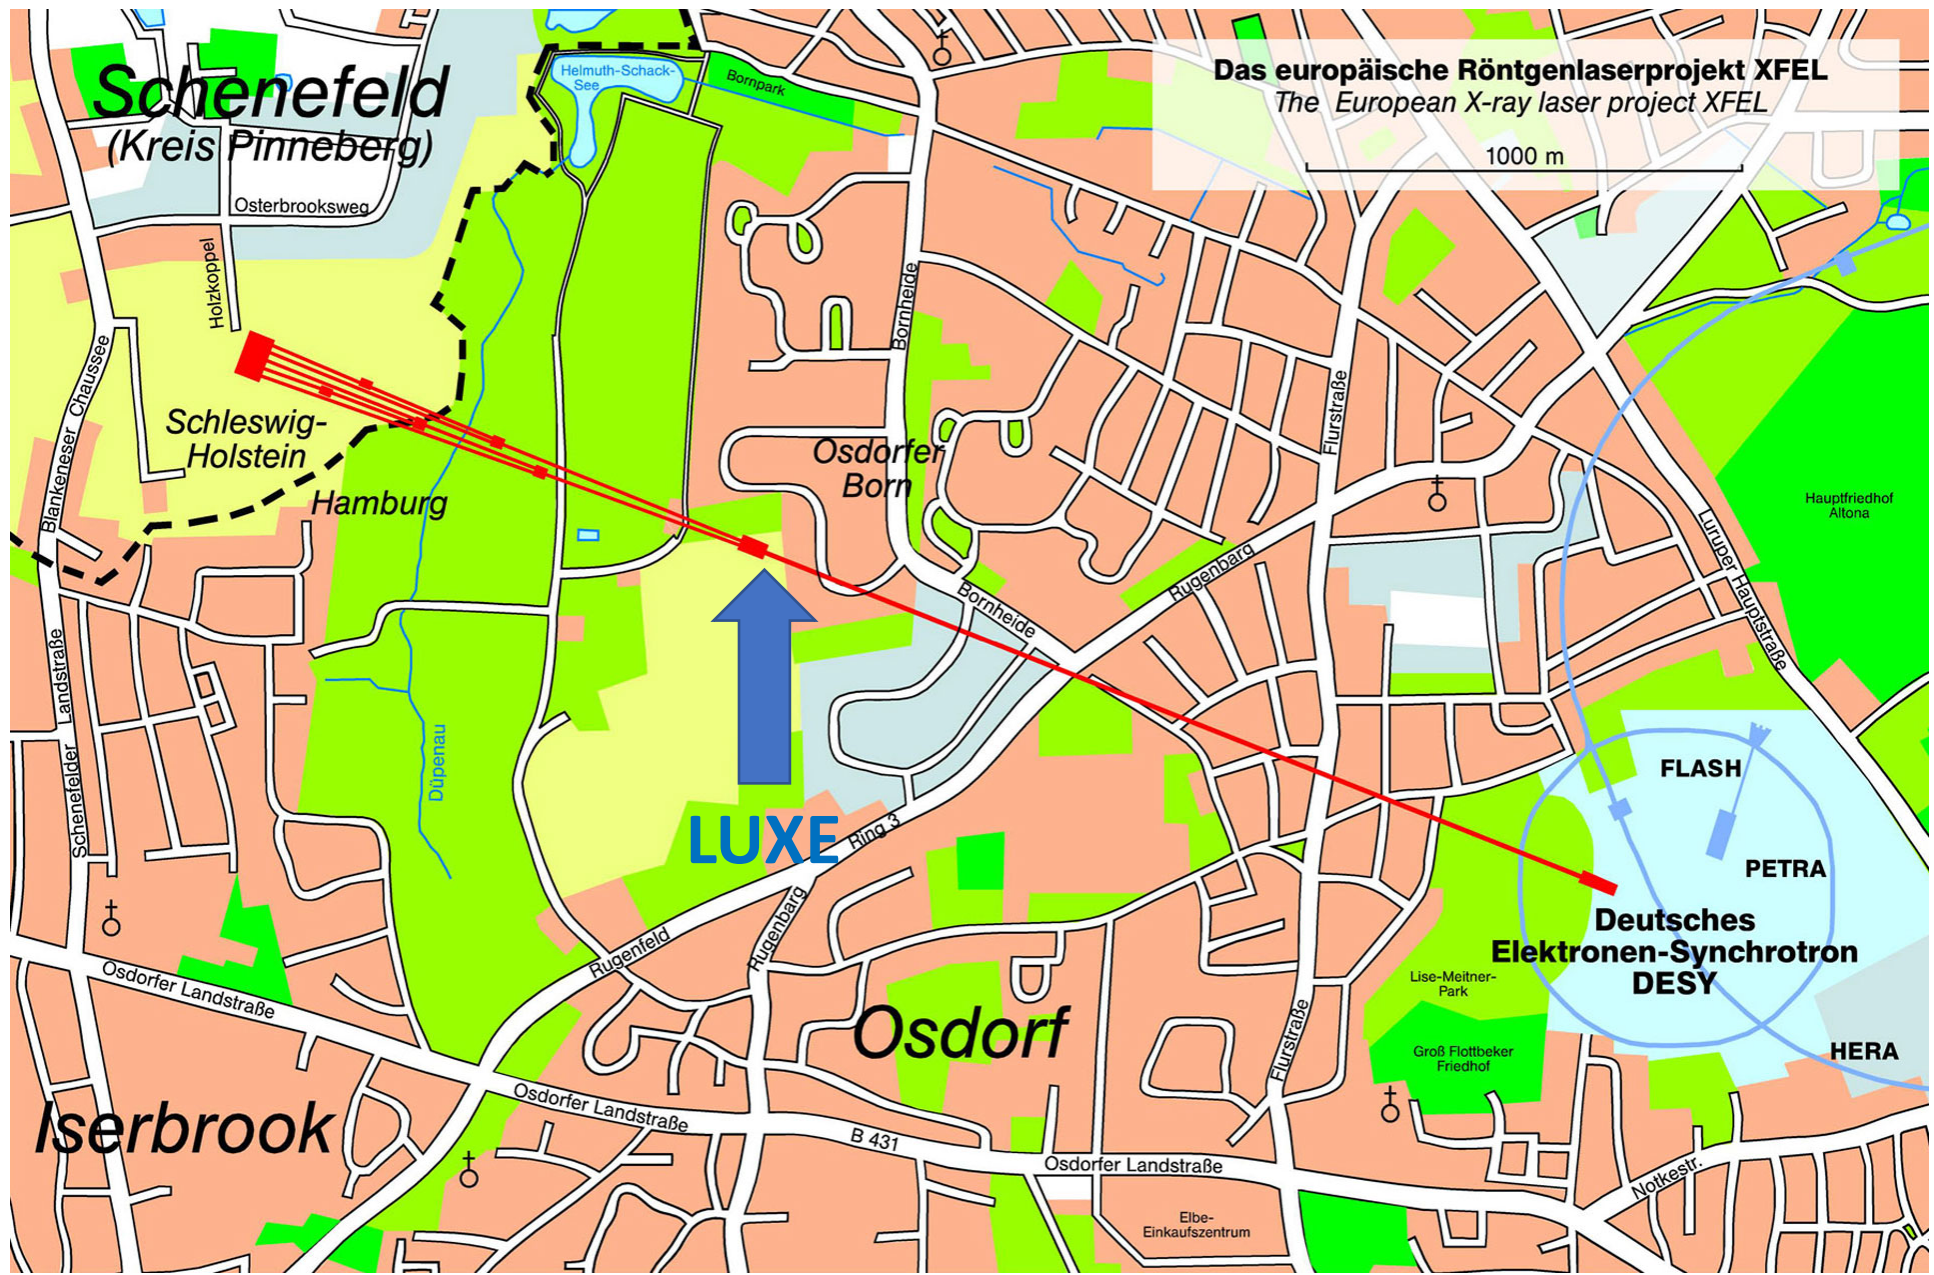 Schenefeld
(Kreis Pinneberg)
Helmuth-Schack-
See
Bornpark
Das europäische Röntgenlaserprojekt XFEL
The European X-ray laser project XFEL
1000 m
Osterbrooksweg
Holzkoppel
Bornheide
Blankeneser Chaussee
Schleswig-
Holstein
Hamburg
Osdorfer
Born
Flurstraße
Hauptfriedhof
Altona
Luruper Hauptstraße
Rugenbarg
Bornheide
Schenefelder Landstraße
Düpenau
LUXE
Ring 3
FLASH
PETRA
Rugenbarg
Rugenfeld
Deutsches
Elektronen-Synchrotron
DESY
Lise-Meitner-
Park
Osdorfer Landstraße
Osdorf
Flurstraße
Groß Flottbeker
Friedhof
HERA
Iserbrook
Osdorfer Landstraße
B 431
Osdorfer Landstraße
Notkestr.
Elbe-
Einkaufszentrum